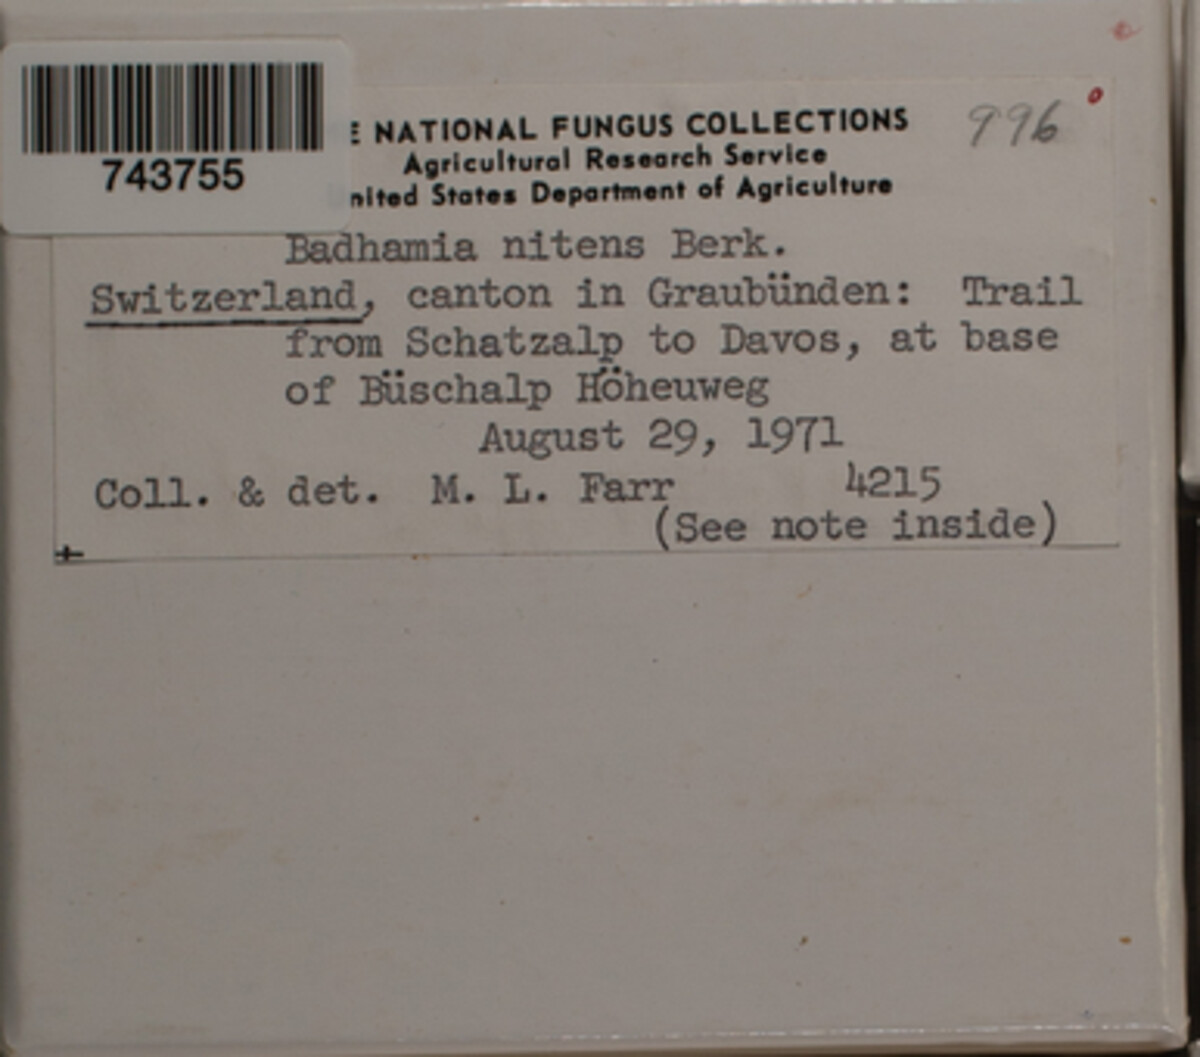 743755
E NATIONAL FUNGUS COLLECTIONS
996
Agricultural Research Service
nited States Department of Agriculture
Badhamia nitens Berk.
Switzerland, canton in Graubünden: Trail
from Schatzalp to Davos, at base
of Büschalp Höheuweg
August 29, 1971
Coll. & det. M. L. Farr 4215
(See note inside)